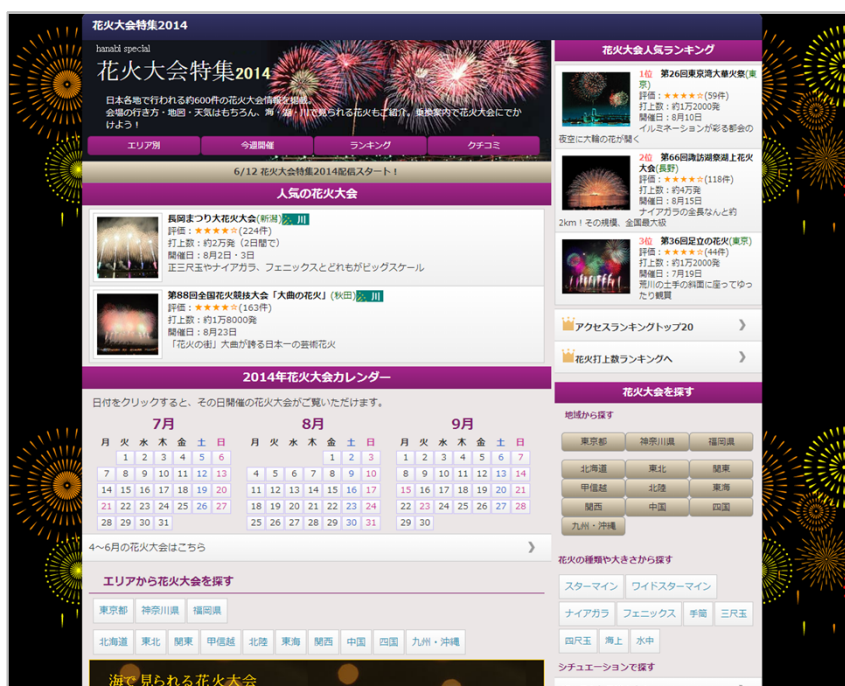 花火大会特集2014
hanabi special
花火大会特集2014
日本各地で行われる約600件の花火大会情報を掲載。
会場の行き方・地図・天気はもちろん、海・湖・川で見られる花火もご紹介。乗換案内で花火大会にでか
けよう！
エリア別 今週開催 ランキング クチコミ
6/12 花火大会特集2014配信スタート！
人気の花火大会
長岡まつり大花火大会(新潟) 川
評価：★★★★☆(224件)
打上数：約2万発（2日間で）
開催日：8月2日・3日
正三尺玉やナイアガラ、フェニックスとどれもがビッグスケール
第88回全国花火競技大会「大曲の花火」(秋田) 川
評価：★★★★☆(163件)
打上数：約1万8000発
開催日：8月23日
「花火の街」大曲が誇る日本一の芸術花火
2014年花火大会カレンダー
日付をクリックすると、その日開催の花火大会がご覧いただけます。
7月
月 火 水 木 金 土 日
1 2 3 4 5 6
7 8 9 10 11 12 13
14 15 16 17 18 19 20
21 22 23 24 25 26 27
28 29 30 31
8月
月 火 水 木 金 土 日
1 2 3
4 5 6 7 8 9 10
11 12 13 14 15 16 17
18 19 20 21 22 23 24
25 26 27 28 29 30 31
9月
月 火 水 木 金 土 日
1 2 3 4 5 6 7
8 9 10 11 12 13 14
15 16 17 18 19 20 21
22 23 24 25 26 27 28
29 30
4～6月の花火大会はこちら 》
エリアから花火大会を探す
東京都 神奈川県 福岡県
北海道 東北 関東 甲信越 北陸 東海 関西 中国 四国 九州・沖縄
海で見られる花火大会
花火大会人気ランキング
1位 第26回東京湾大華火祭(東
京)
評価：★★★★☆(59件)
打上数：約1万2000発
開催日：8月10日
イルミネーションが彩る都会の
夜空に大輪の花が開く
2位 第66回諏訪湖祭湖上花火
大会(長野)
評価：★★★★☆(118件)
打上数：約4万発
開催日：8月15日
ナイアガラの全長なんと約
2km！その規模、全国最大級
3位 第36回足立の花火(東京)
評価：★★★★☆(44件)
打上数：約1万2000発
開催日：7月19日
荒川の土手の斜面に座ってゆっ
たり観賞
アクセスランキングトップ20 》
花火打上数ランキングへ 》
花火大会を探す
地域から探す
東京都 神奈川県 福岡県
北海道 東北 関東
甲信越 北陸 東海
関西 中国 四国
九州・沖縄
花火の種類や大きさから探す
スターマイン ワイドスターマイン
ナイアガラ フェニックス 手筒 三尺玉
四尺玉 海上 水中
シチュエーションで探す